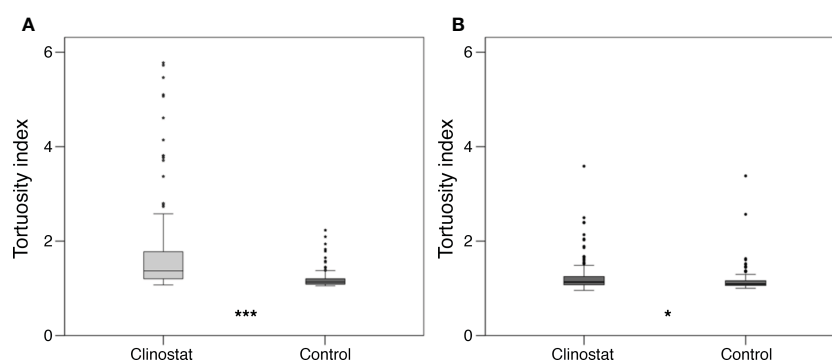 A
B
6
4
2
0
Tortuosity index
Clinostat
Control
***
6
4
2
0
Tortuosity index
Clinostat
Control
*